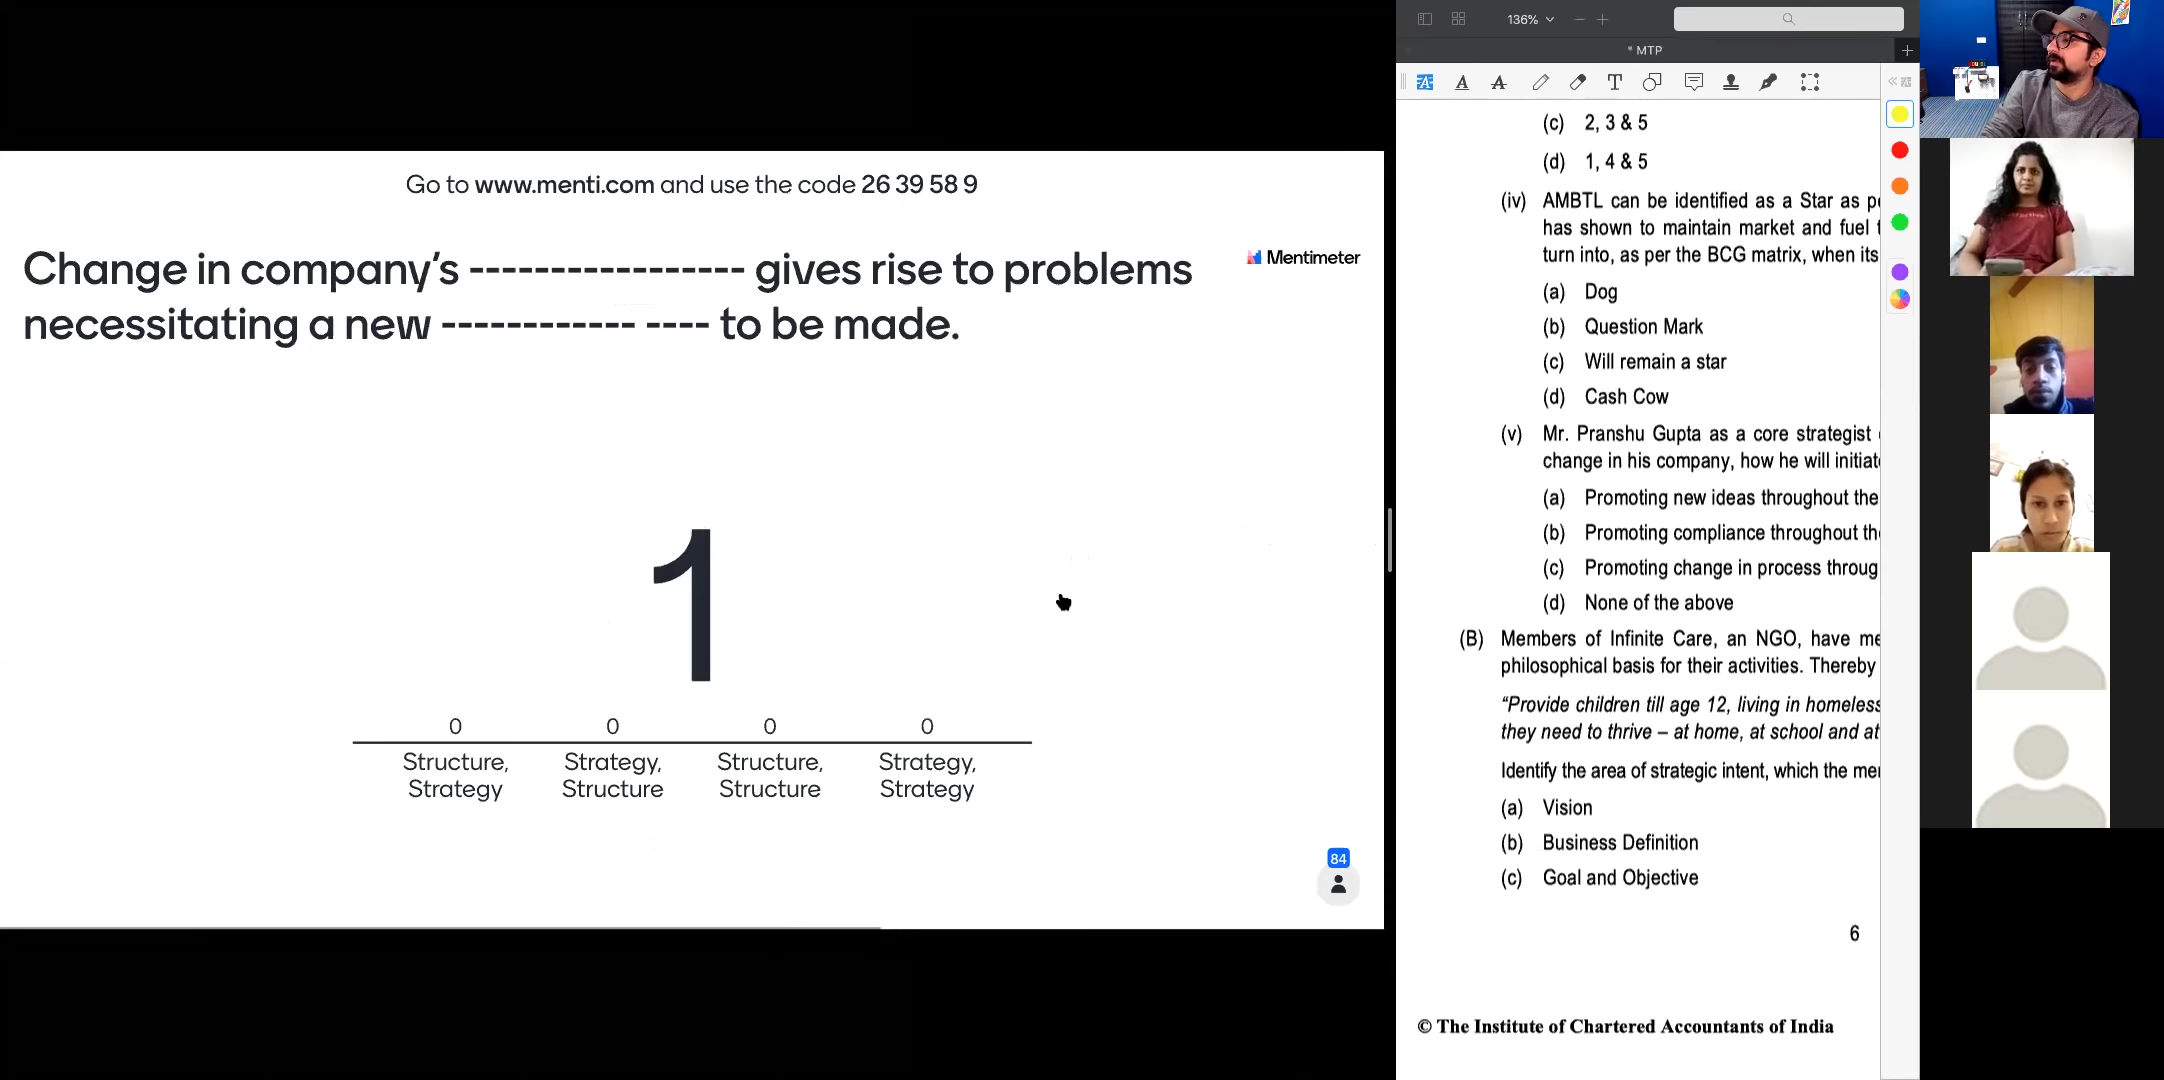 Go to www.menti.com and use the code 26 39 58 9
Change in company's ----------------- gives rise to problems
necessitating a new ------------ ---- to be made.
Mentimeter
1
0 0 0 0
Structure, Strategy, Structure, Strategy,
Strategy Structure Structure Strategy
84
136%
* MTP
(c) 2, 3 & 5
(d) 1, 4 & 5
(iv) AMBTL can be identified as a Star as
has shown to maintain market and fuel
turn into, as per the BCG matrix, when its
(a) Dog
(b) Question Mark
(c) Will remain a star
(d) Cash Cow
(v) Mr. Pranshu Gupta as a core strategist
change in his company, how he will
(a) Promoting new ideas throughout the
(b) Promoting compliance throughout
(c) Promoting change in process
(d) None of the above
(B) Members of Infinite Care, an NGO, have
philosophical basis for their activities. Thereby
“Provide children till age 12, living in homeless
they need to thrive – at home, at school and at
Identify the area of strategic intent, which the
(a) Vision
(b) Business Definition
(c) Goal and Objective
6
© The Institute of Chartered Accountants of India